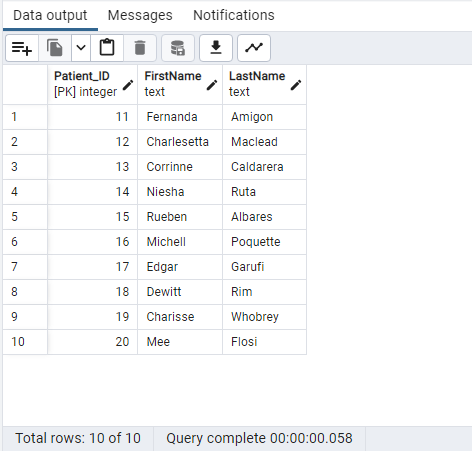 Data output Messages Notifications
Patient_ID FirstName LastName
[PK] integer text text
1 11 Fernanda Amigon
2 12 Charlesetta Maclead
3 13 Corrinne Caldarera
4 14 Niesha Ruta
5 15 Rueben Albares
6 16 Michell Poquette
7 17 Edgar Garufi
8 18 Dewitt Rim
9 19 Charisse Whobrey
10 20 Mee Flosi
Total rows: 10 of 10 Query complete 00:00:00.058